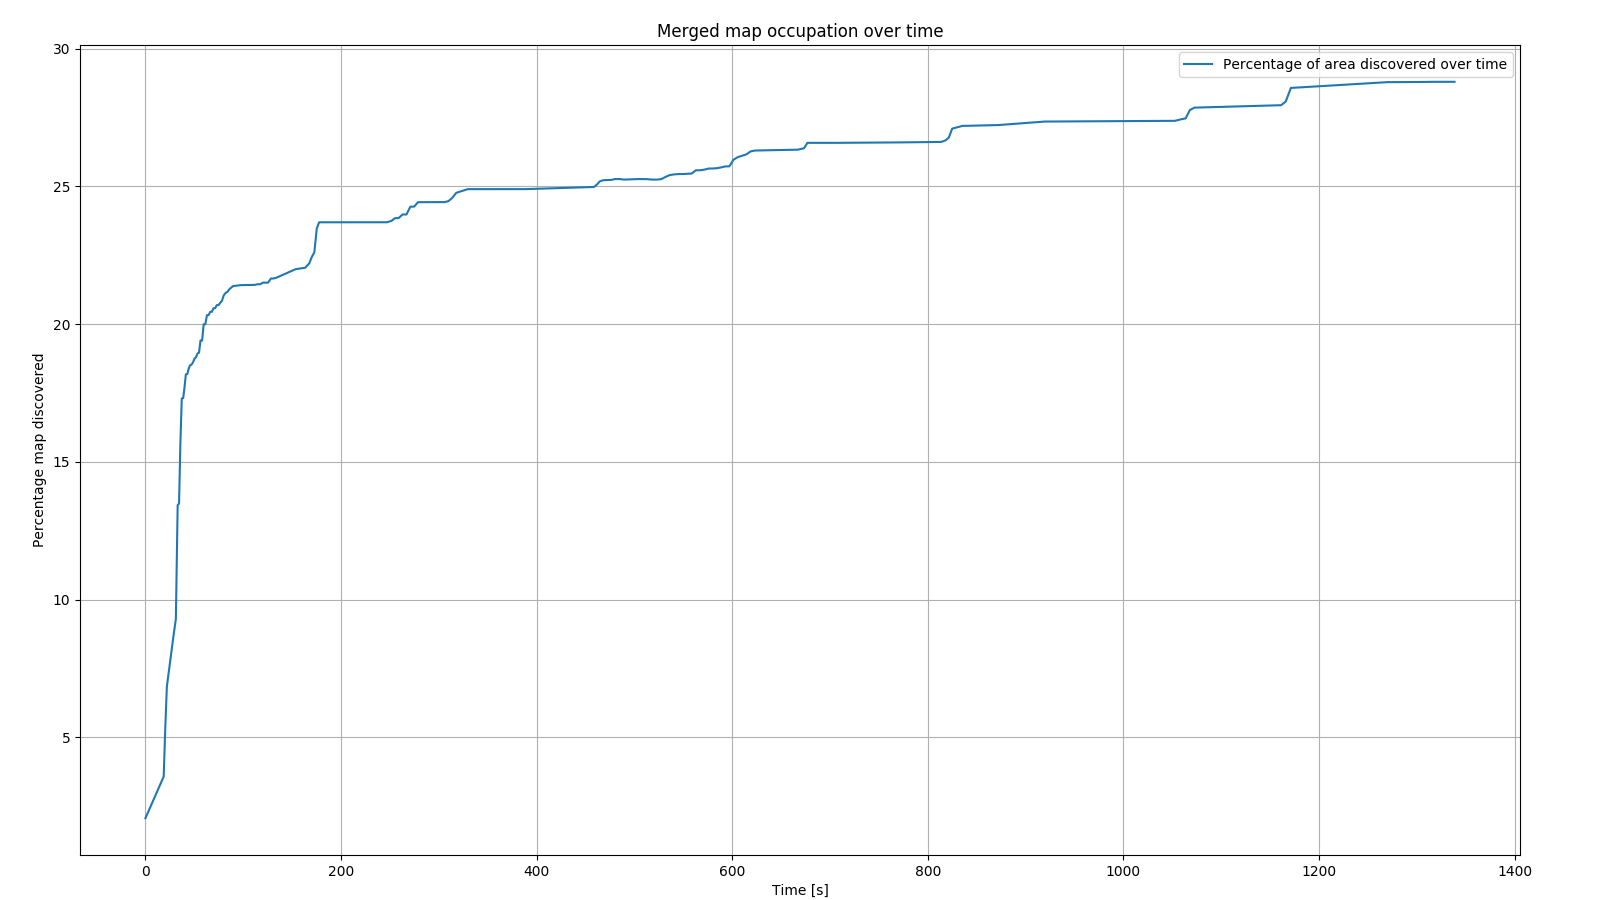 Merged map occupation over time
Percentage of area discovered over time
Percentage map discovered
30
25
20
15
10
5
0 200 400 600 800 1000 1200 1400
Time [s]